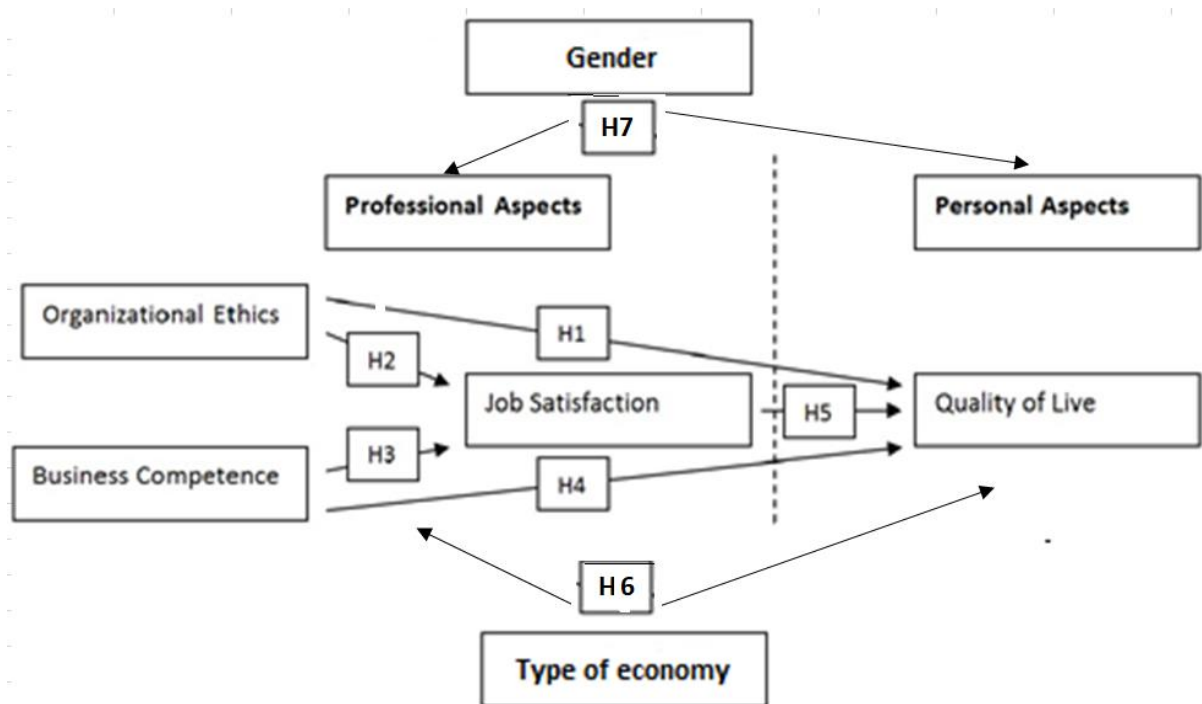 Gender
H7
Professional Aspects
Personal Aspects
Organizational Ethics
H1
H2
Job Satisfaction
H5
Quality of Live
H3
Business Competence
H4
H 6
Type of economy